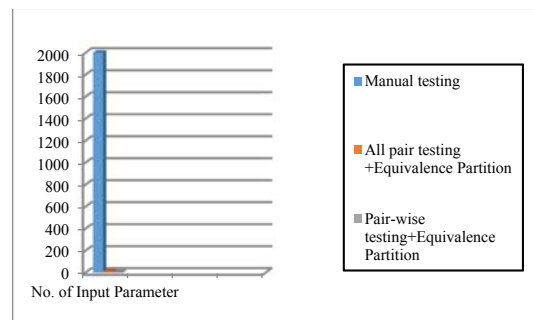 2000
1800
1600
1400
1200
1000
800
600
400
200
0
No. of Input Parameter
Manual testing
All pair testing
+Equivalence Partition
Pair-wise
testing+Equivalence
Partition